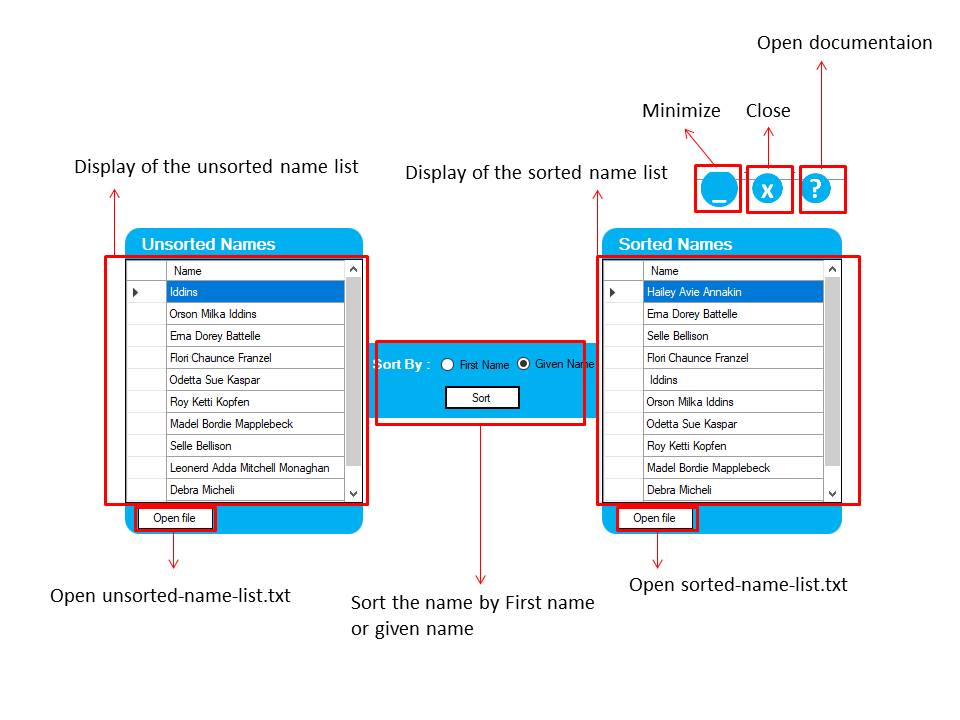 Open documentaion
Minimize
Close
Display of the unsorted name list
Display of the sorted name list
_
x
?
Unsorted Names
Name
Iddins
Orson Milka Iddins
Erna Dorey Battelle
Flori Chaunce Franzel
Odetta Sue Kaspar
Roy Ketti Kopfen
Madel Bordie Mapplebeck
Selle Bellison
Leonerd Adda Mitchell Monaghan
Debra Micheli
Open file
Sort By :
First Name
Given Name
Sort
Sorted Names
Name
Hailey Avie Annakin
Erna Dorey Battelle
Selle Bellison
Flori Chaunce Franzel
Iddins
Orson Milka Iddins
Odetta Sue Kaspar
Roy Ketti Kopfen
Madel Bordie Mapplebeck
Debra Micheli
Open file
Open unsorted-name-list.txt
Sort the name by First name
or given name
Open sorted-name-list.txt